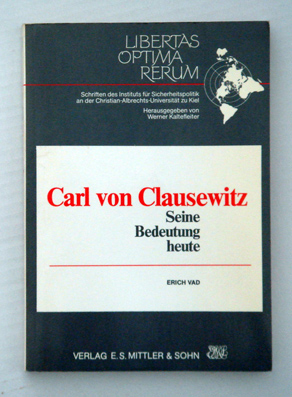 LIBERTAS
OPTIMA
RERUM
Schriften des Instituts für Sicherheitspolitik
an der Christian-Albrechts-Universität zu Kiel
Herausgegeben von
Werner Kaltefleiter
Carl von Clausewitz
Seine
Bedeutung
heute
ERICH VAD
VERLAG E. S. MITTLER & SOHN